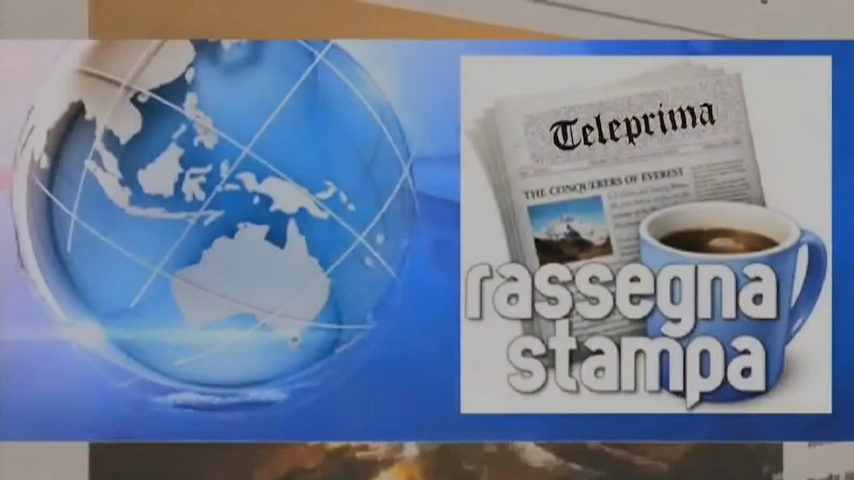 Teleprima
THE CONQUERERS OF EVEREST
rassegna
stampa